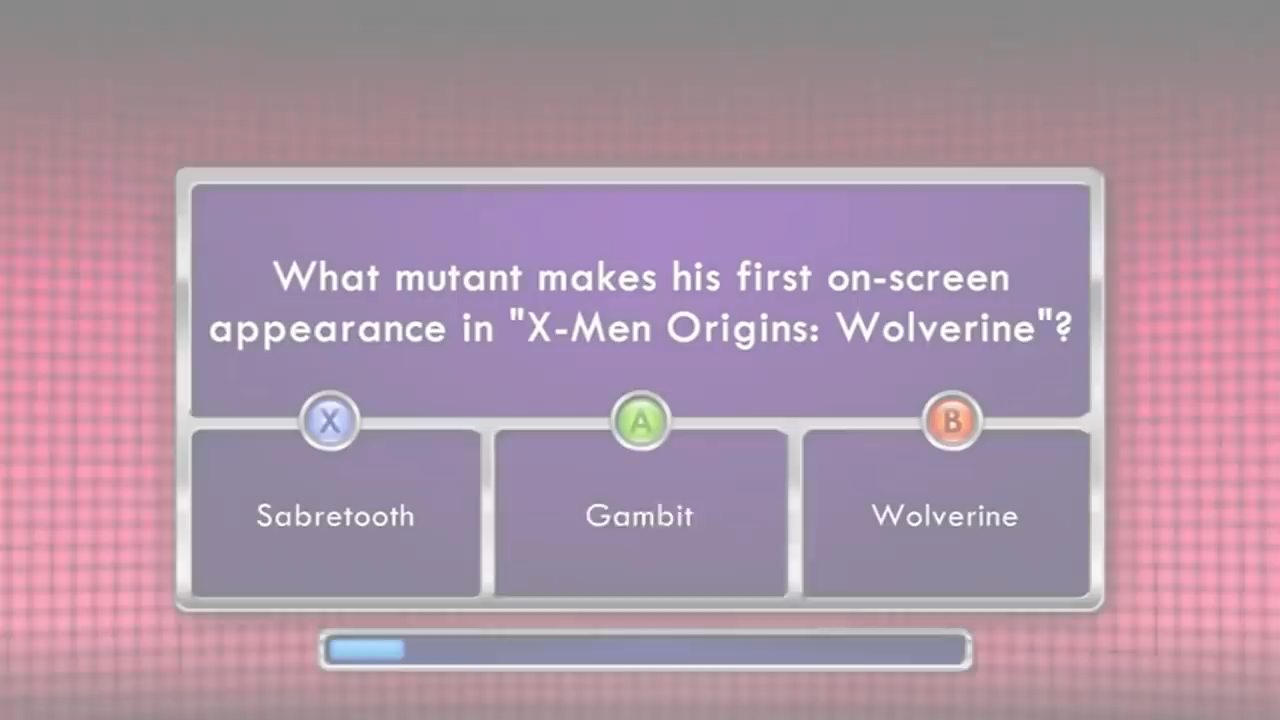 What mutant makes his first on-screen
appearance in "X-Men Origins: Wolverine"?
X A B
Sabretooth Gambit Wolverine